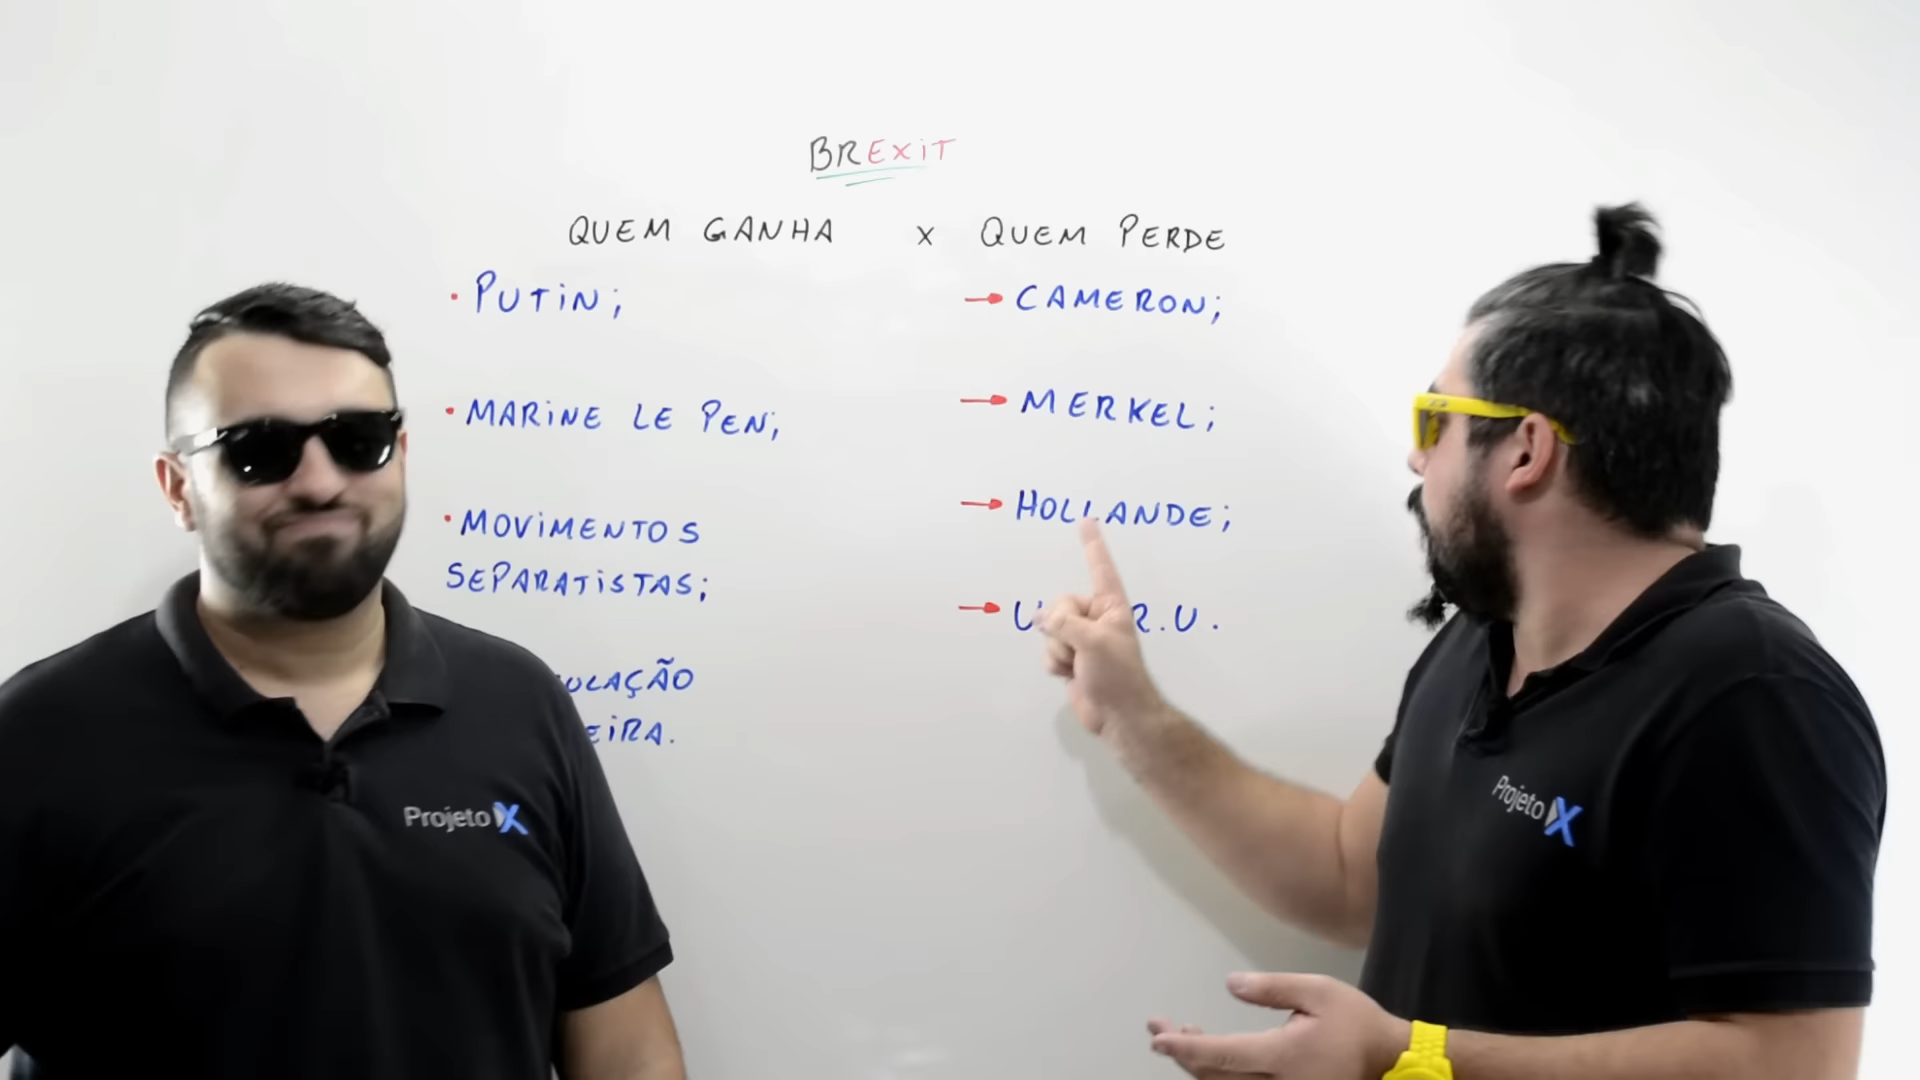 BREXIT
QUEM GANHA x QUEM PERDE
• PUTIN;
• MARINE LE PEN;
• MOVIMENTOS
SEPARATISTAS;
→ CAMERON;
→ MERKEL;
→ HOLLANDE;
→ R.U.
Projeto X
Projeto X